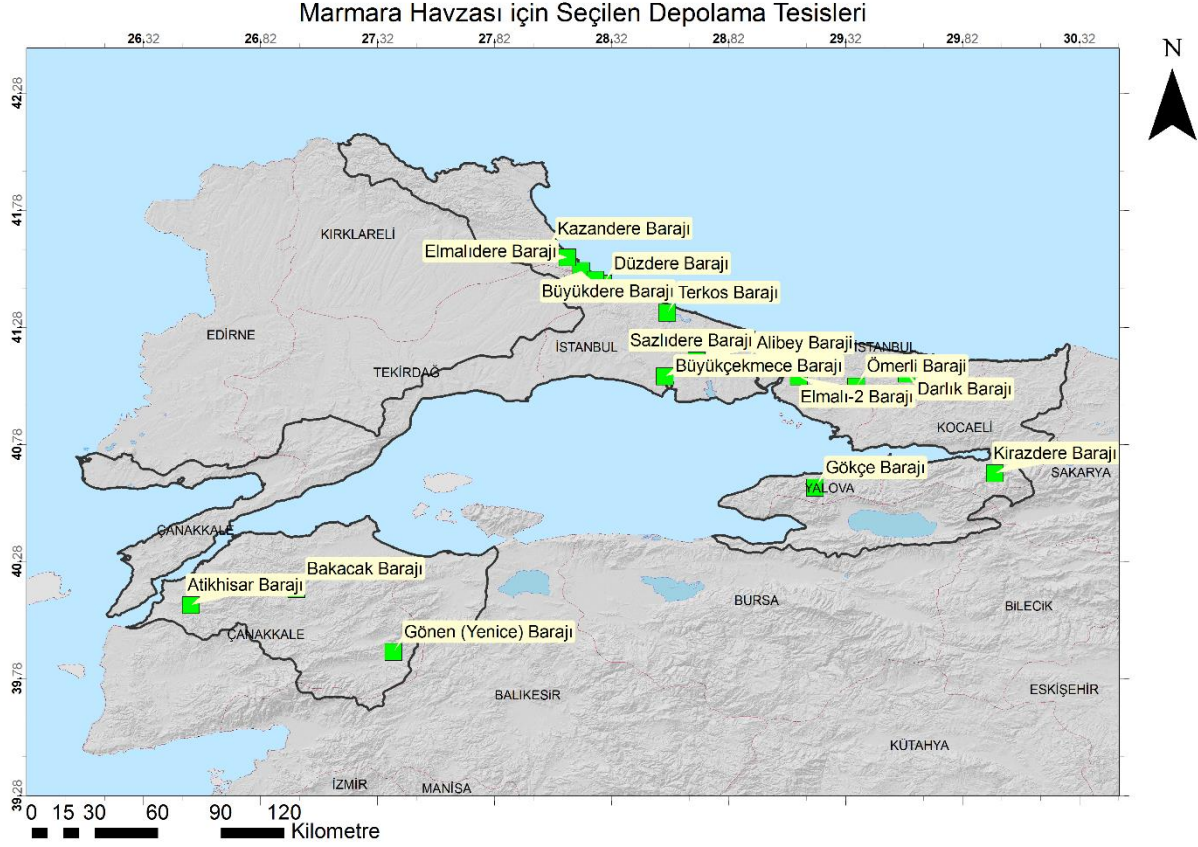 Marmara Havzası için Seçilen Depolama Tesisleri
26,32 26,82 27,32 27,82 28,32 28,82 29,32 29,82 30,32
N
42,28
41,78
41,28
40,78
40,28
39,78
39,28
Kazandere Barajı
KIRKLARELİ
Elmalıdere Barajı
Düzdere Barajı
Büyükdere Barajı
Terkos Barajı
EDİRNE
İSTANBUL
Sazlıdere Barajı
Alibey Barajı
İSTANBUL
TEKİRDAĞ
Büyükçekmece Barajı
Ömerli Barajı
Elmalı-2 Barajı
Darlık Barajı
KOCAELİ
Kirazdere Barajı
Gökçe Barajı
SAKARYA
YALOVA
ÇANAKKALE
Bakacak Barajı
Atikhisar Barajı
BURSA
BİLECİK
ÇANAKKALE
Gönen (Yenice) Barajı
BALIKESİR
ESKİŞEHİR
KÜTAHYA
İZMİR
MANİSA
0 15 30 60 90 120
Kilometre